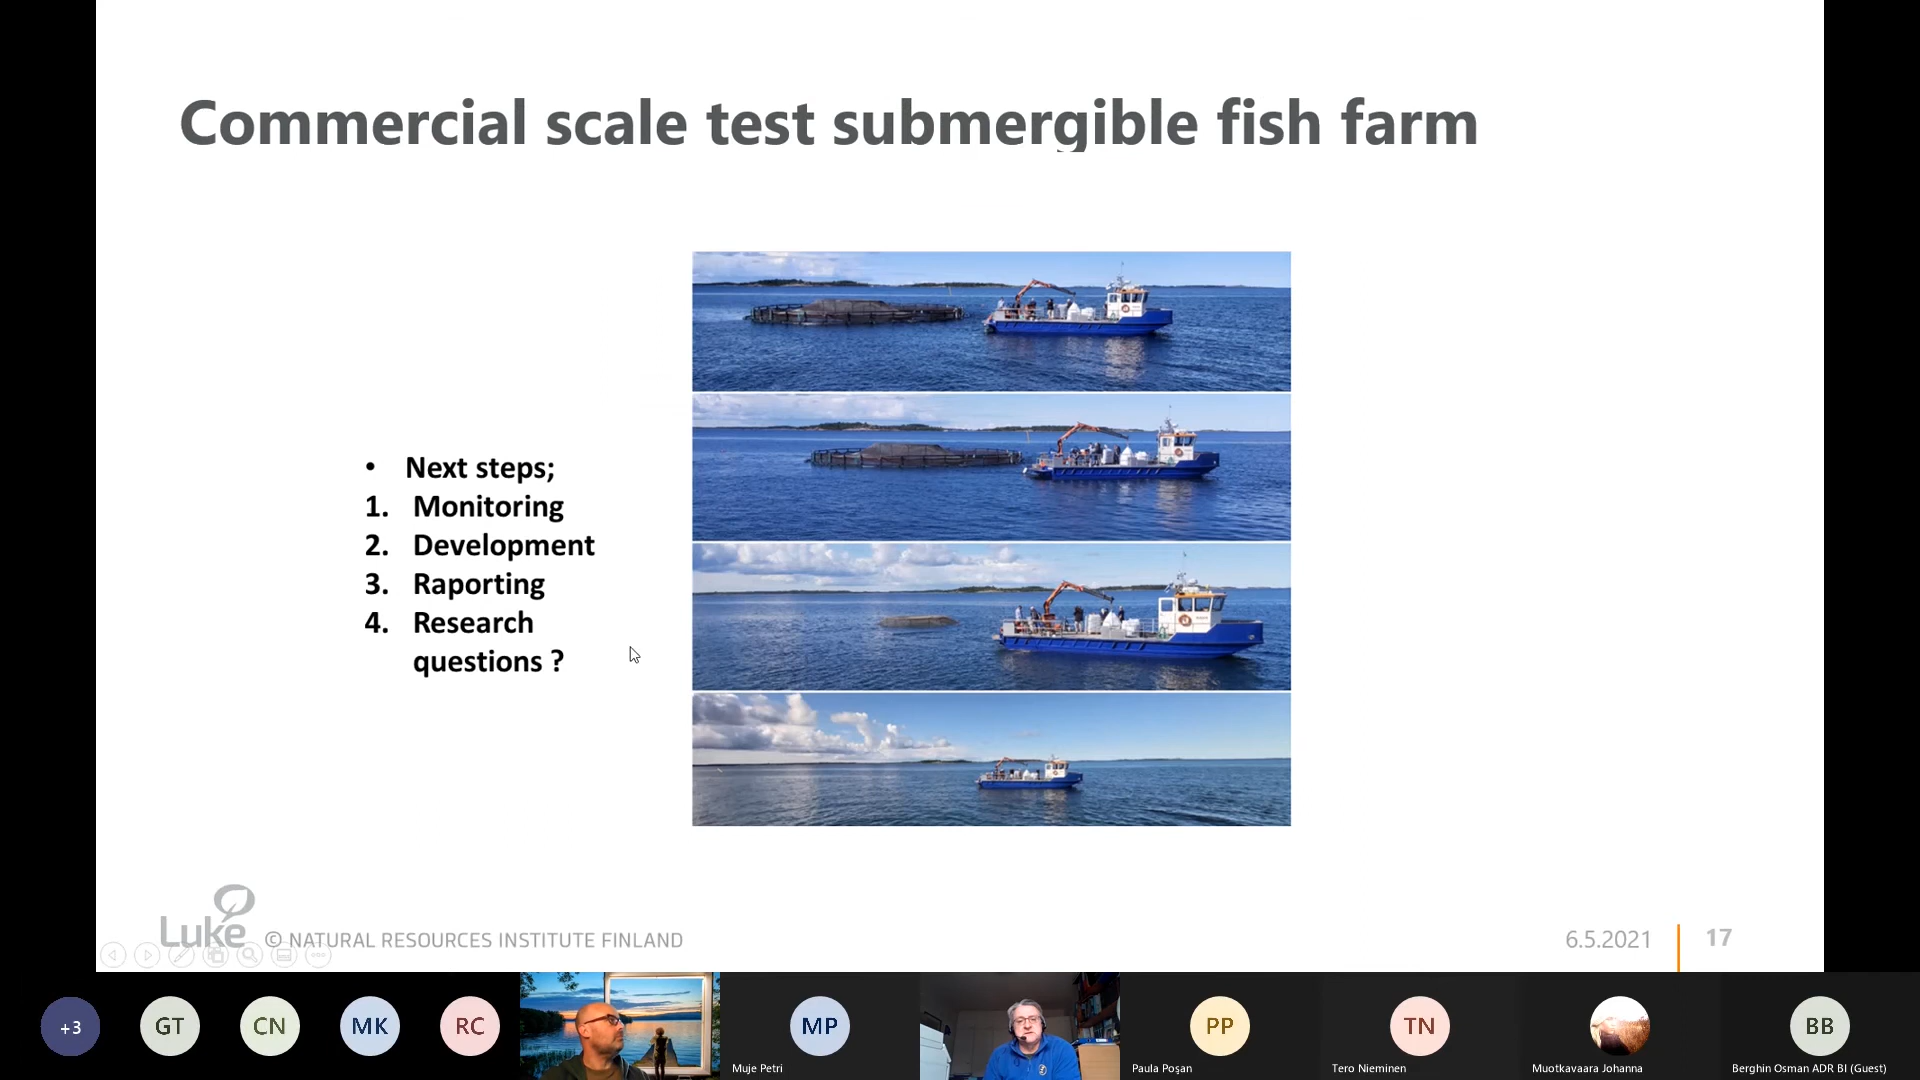 Commercial scale test submergible fish farm
• Next steps;
1. Monitoring
2. Development
3. Raporting
4. Research
questions ?
Luke
© NATURAL RESOURCES INSTITUTE FINLAND
6.5.2021
17
+3
GT
CN
MK
RC
MP
Muje Petri
PP
Paula Poşan
TN
Tero Nieminen
Muotkavaara Johanna
BB
Berghin Osman ADR BI (Guest)